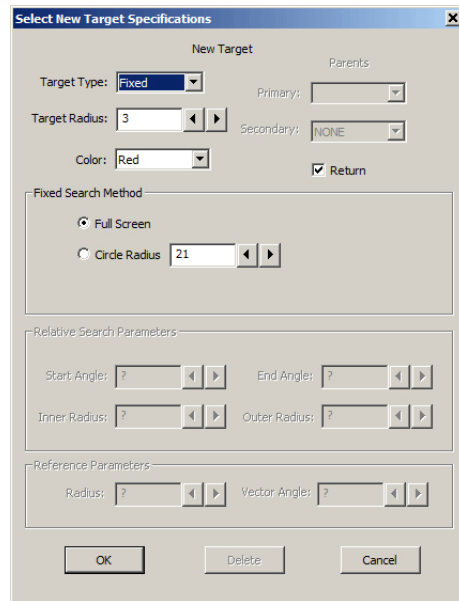 Select New Target Specifications
New Target
Parents
Target Type: Fixed
Primary:
Target Radius: 3
Secondary: NONE
Color: Red
Return
Fixed Search Method
Full Screen
Circle Radius 21
Relative Search Parameters
Start Angle: ? End Angle: ?
Inner Radius: ? Outer Radius: ?
Reference Parameters
Radius: ? Vector Angle: ?
OK Delete Cancel